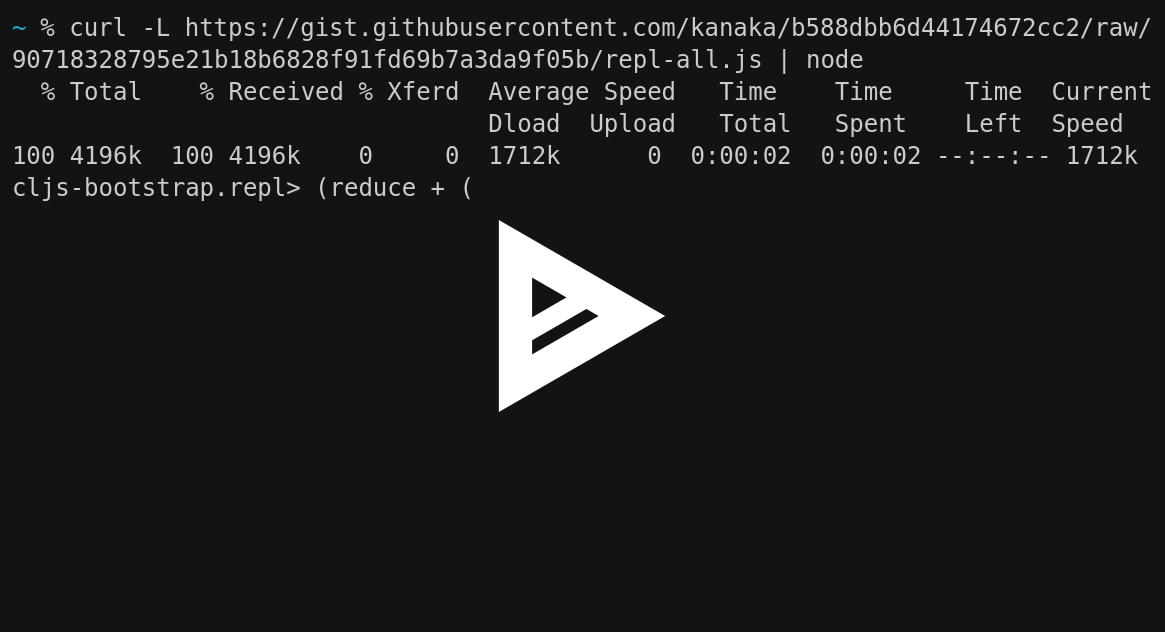 ~ % curl -L https://gist.githubusercontent.com/kanaka/b588dbb6d44174672cc2/raw/
90718328795e21b18b6828f91fd69b7a3da9f05b/repl-all.js | node
  % Total    % Received % Xferd  Average Speed   Time    Time     Time  Current
                                 Dload  Upload   Total   Spent    Left  Speed
100 4196k  100 4196k    0     0  1712k      0  0:00:02  0:00:02 --:--:-- 1712k
cljs-bootstrap.repl> (reduce + (